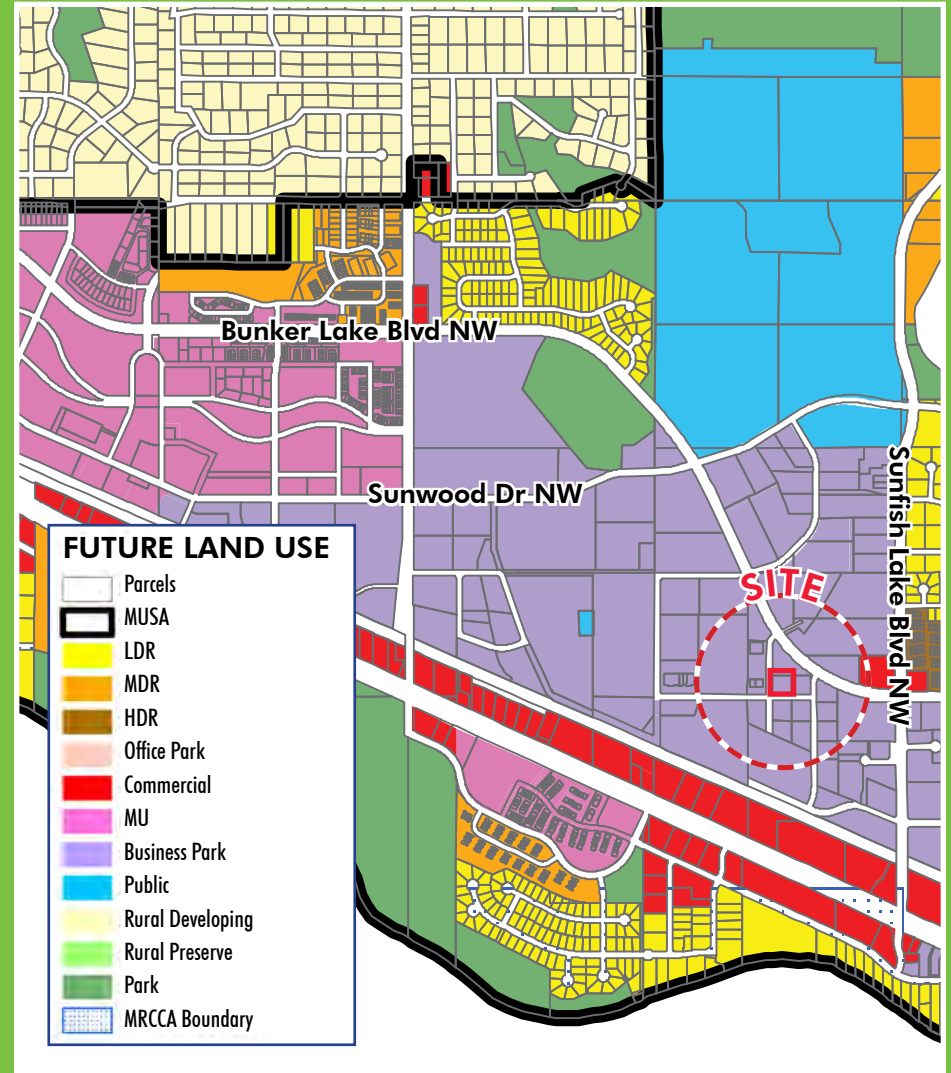 Bunker Lake Blvd NW
Sunwood Dr NW
Sunfish Lake Blvd NW
SITE
FUTURE LAND USE
Parcels
MUSA
LDR
MDR
HDR
Office Park
Commercial
MU
Business Park
Public
Rural Developing
Rural Preserve
Park
MRCCA Boundary